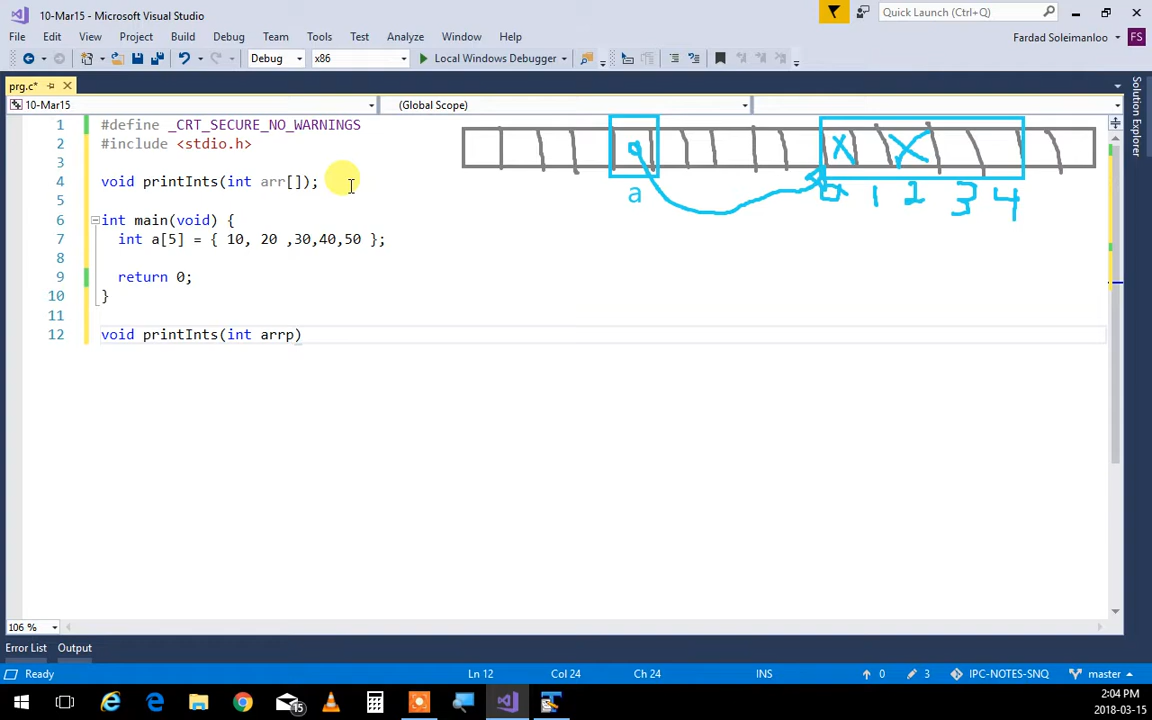 10-Mar15 - Microsoft Visual Studio
Quick Launch (Ctrl+Q)
File Edit View Project Build Debug Team Tools Test Analyze Window Help
Fardad Soleimanloo FS
Debug x86 Local Windows Debugger
prg.c*
Solution Explorer
10-Mar15 (Global Scope)
1 #define _CRT_SECURE_NO_WARNINGS
2 #include <stdio.h>
3
4 void printInts(int arr[]);
5
6 int main(void) {
7 int a[5] = { 10, 20 ,30,40,50 };
8
9 return 0;
10 }
11
12 void printInts(int arrp)
X X
a 0 1 2 3 4
106 %
Error List Output
Ready Ln 12 Col 24 Ch 24 INS 0 3 IPC-NOTES-SNQ master
15
2:04 PM
2018-03-15